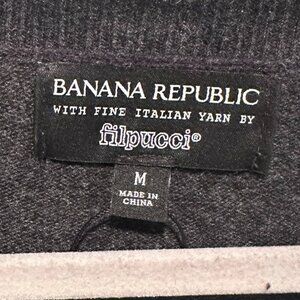 BANANA REPUBLIC
WITH FINE ITALIAN YARN BY
filpucci®
M
MADE IN
CHINA